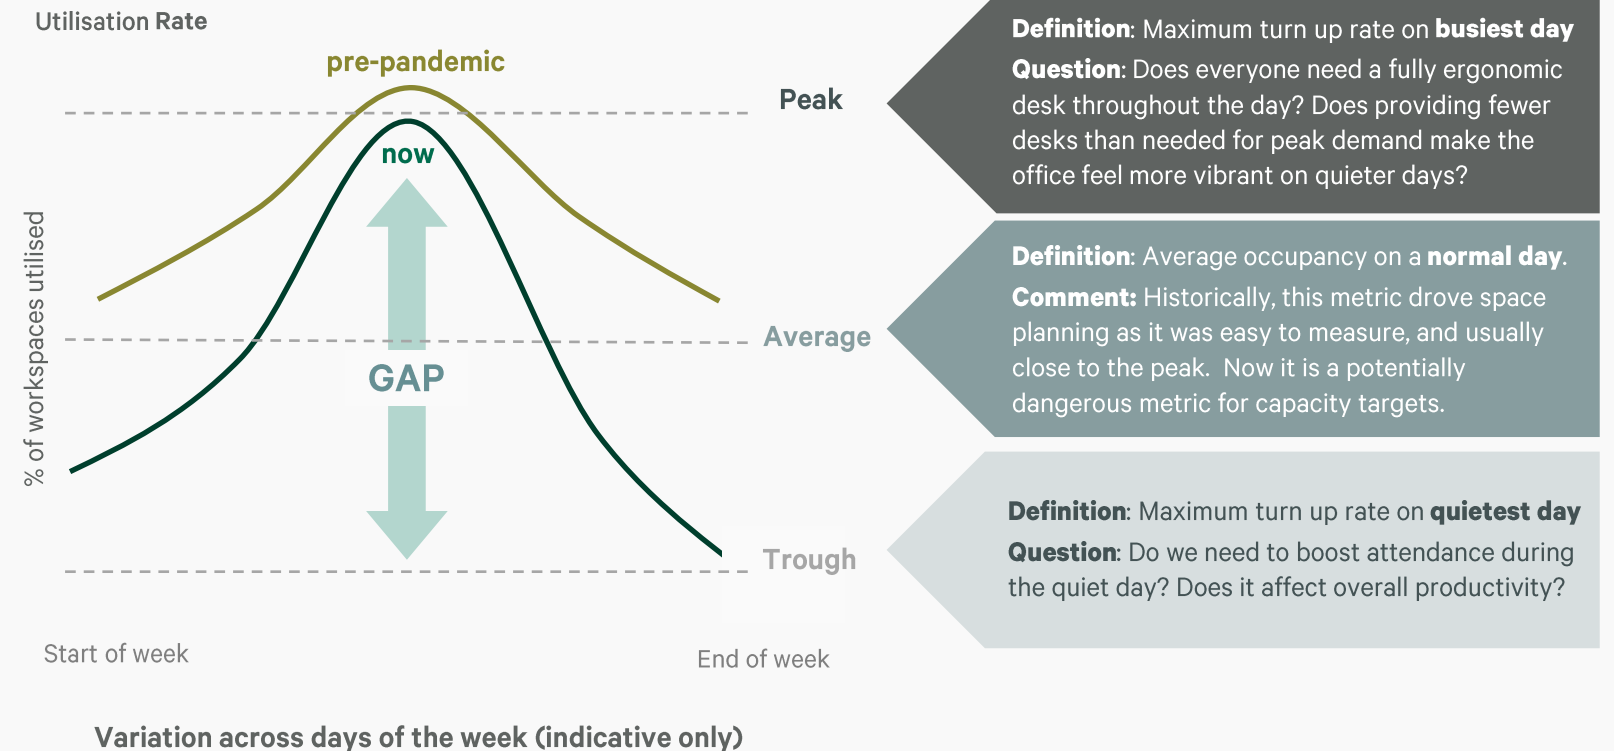 Utilisation Rate
pre-pandemic
now
GAP
% of workspaces utilised
Start of week
End of week
Variation across days of the week (indicative only)
Peak
Definition: Maximum turn up rate on busiest day
Question: Does everyone need a fully ergonomic
desk throughout the day? Does providing fewer
desks than needed for peak demand make the
office feel more vibrant on quieter days?
Average
Definition: Average occupancy on a normal day.
Comment: Historically, this metric drove space
planning as it was easy to measure, and usually
close to the peak.  Now it is a potentially
dangerous metric for capacity targets.
Trough
Definition: Maximum turn up rate on quietest day
Question: Do we need to boost attendance during
the quiet day? Does it affect overall productivity?